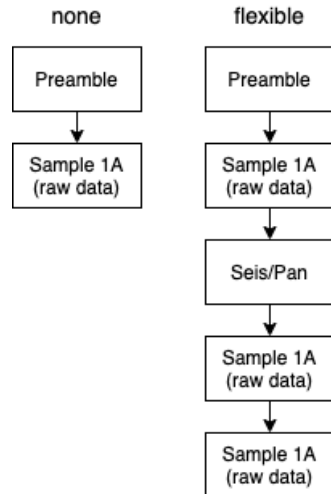 none
Preamble
Sample 1A
(raw data)
flexible
Preamble
Sample 1A
(raw data)
Seis/Pan
Sample 1A
(raw data)
Sample 1A
(raw data)